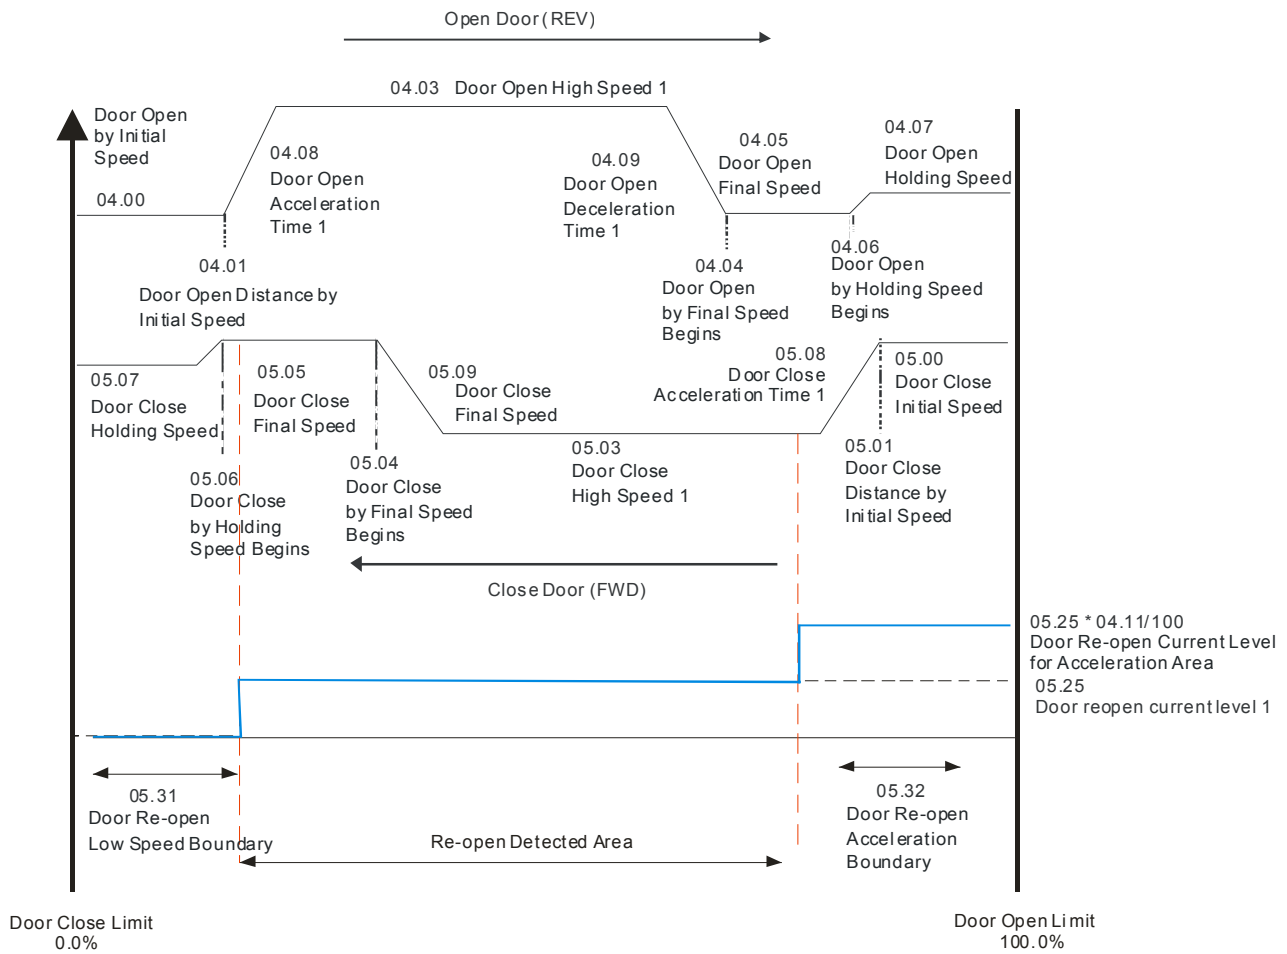 Open Door (REV)
04.03 Door Open High Speed 1
Door Open
by Initial
Speed
04.00
04.08
Door Open
Acceleration
Time 1
04.09
Door Open
Deceleration
Time 1
04.05
Door Open
Final Speed
04.07
Door Open
Holding Speed
04.01
Door Open Distance by
Initial Speed
04.04
Door Open
by Final Speed
Begins
04.06
Door Open
by Holding Speed
Begins
05.07
Door Close
Holding Speed
05.05
Door Close
Final Speed
05.09
Door Close
Final Speed
05.08
Door Close
Acceleration Time 1
05.00
Door Close
Initial Speed
05.06
Door Close
by Holding
Speed Begins
05.04
Door Close
by Final Speed
Begins
05.03
Door Close
High Speed 1
05.01
Door Close
Distance by
Initial Speed
Close Door (FWD)
05.25 * 04.11/100
Door Re-open Current Level
for Acceleration Area
05.25
Door reopen current level 1
05.31
Door Re-open
Low Speed Boundary
Re-open Detected Area
05.32
Door Re-open
Acceleration
Boundary
Door Close Limit
0.0%
Door Open Limit
100.0%